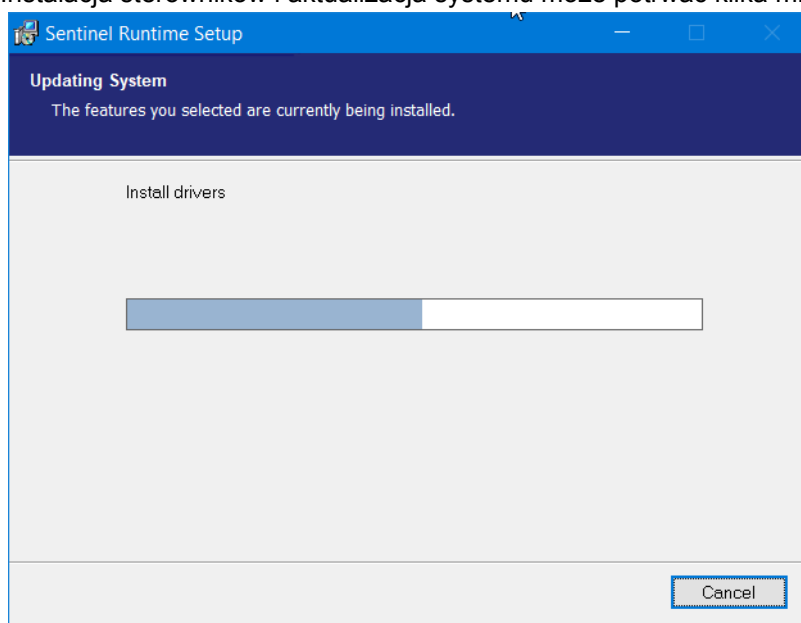 Instalacja sterowników i aktualizacja systemu może potrwać kilka
Sentinel Runtime Setup
Updating System
The features you selected are currently being installed.
Install drivers
Cancel